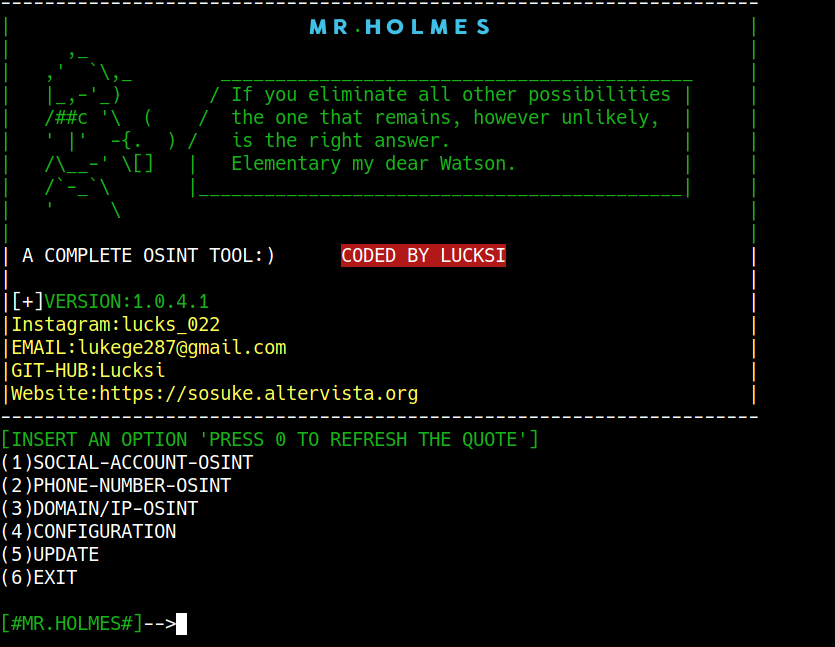 MR.HOLMES
If you eliminate all other possibilities
the one that remains, however unlikely,
is the right answer.
Elementary my dear Watson.
A COMPLETE OSINT TOOL:) CODED BY LUCKSI
[+]VERSION:1.0.4.1
Instagram:lucks_022
EMAIL:lukege287@gmail.com
GIT-HUB:Lucksi
Website:https://sosuke.altervista.org
[INSERT AN OPTION 'PRESS 0 TO REFRESH THE QUOTE']
(1)SOCIAL-ACCOUNT-OSINT
(2)PHONE-NUMBER-OSINT
(3)DOMAIN/IP-OSINT
(4)CONFIGURATION
(5)UPDATE
(6)EXIT
[#MR.HOLMES#]-->